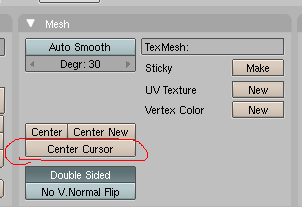 Mesh
Auto Smooth
TexMesh:
Degr: 30
Sticky
Make
UV Texture
New
Vertex Color
New
Center
Center New
Center Cursor
Double Sided
No V.Normal Flip